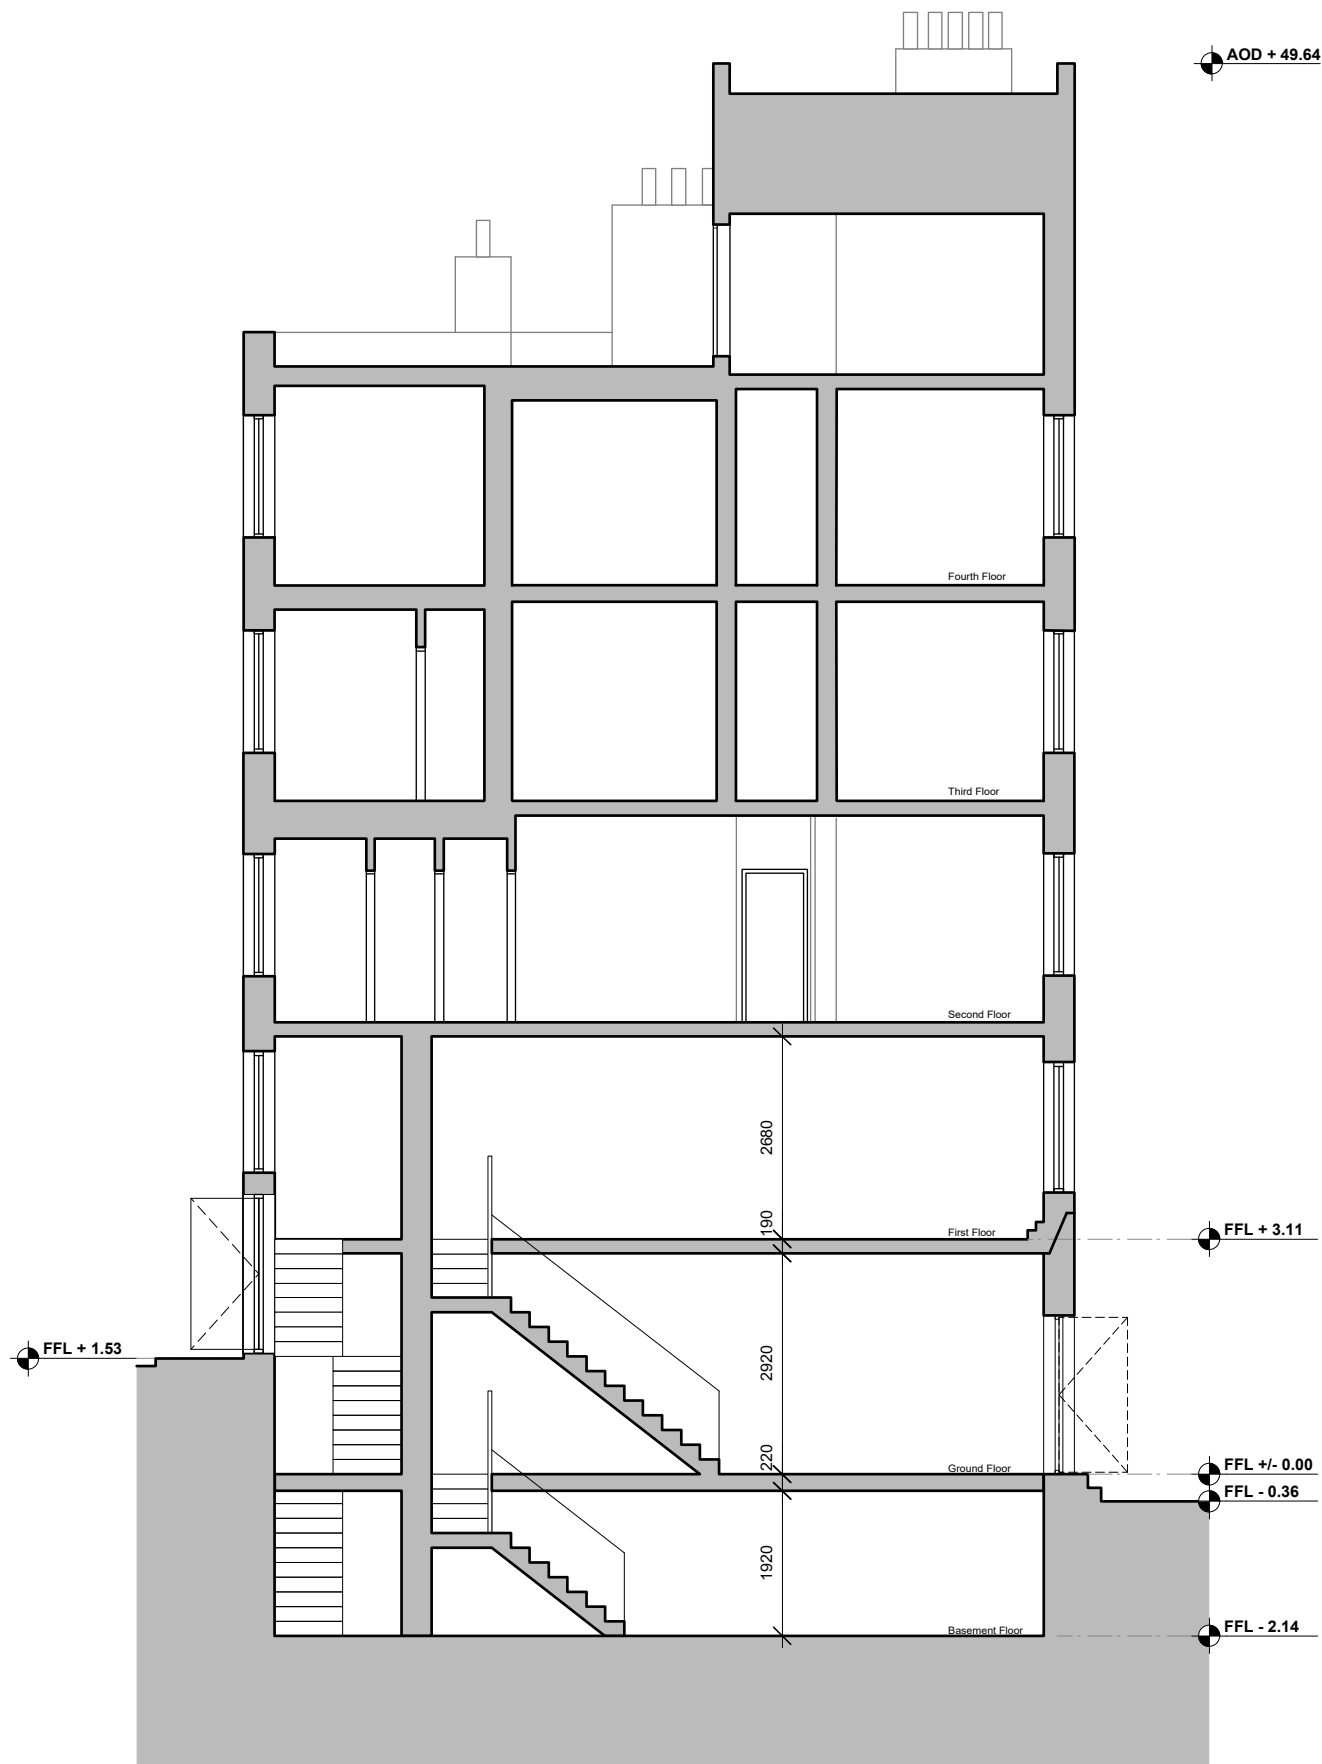 AOD + 49.64
Fourth Floor
Third Floor
Second Floor
2680
190
First Floor
FFL + 3.11
FFL + 1.53
2920
220
Ground Floor
FFL +/- 0.00
FFL - 0.36
1920
Basement Floor
FFL - 2.14